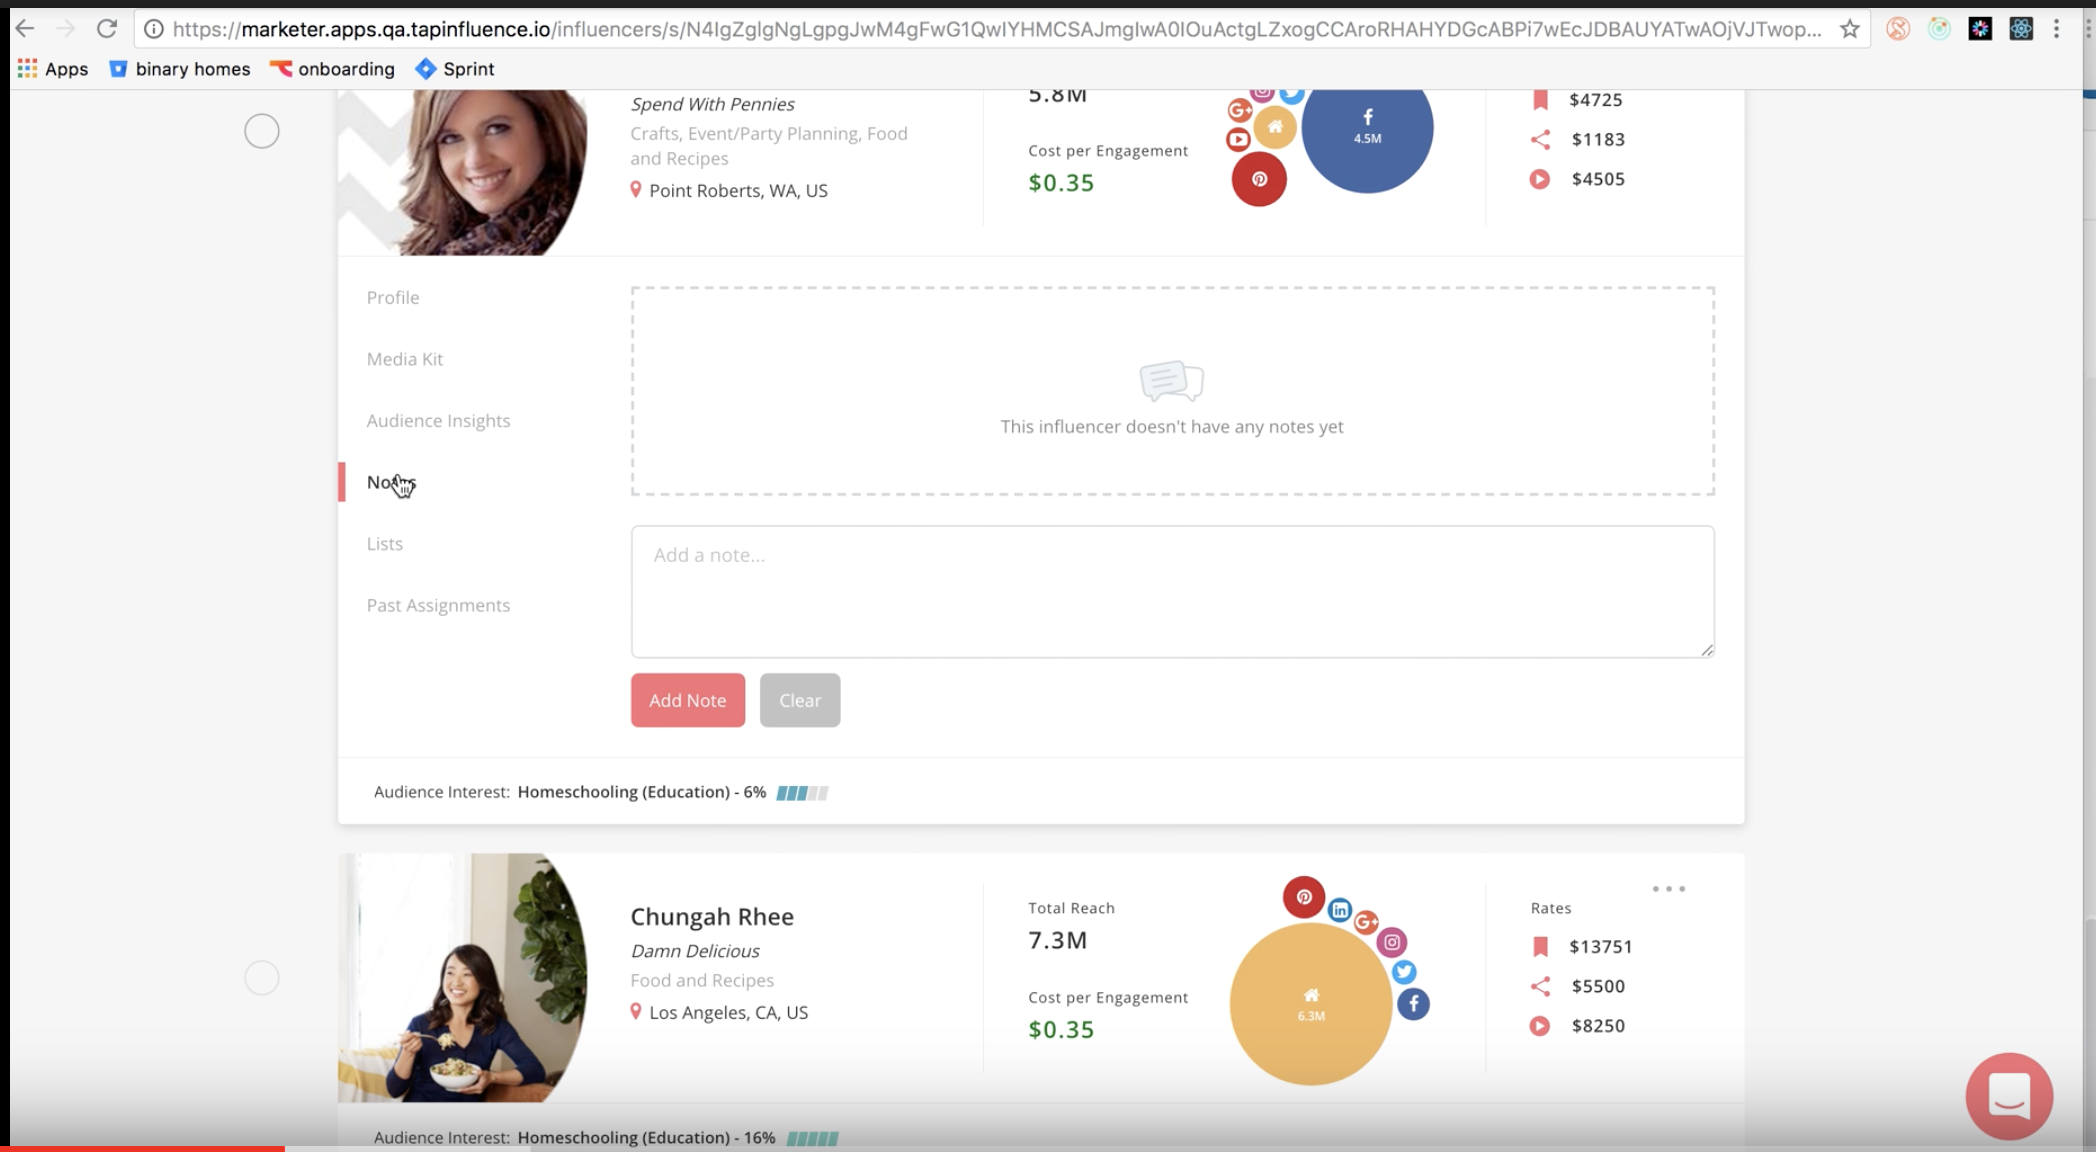 https://marketer.apps.qa.tapinfluence.io/influencers/s/N4IgZglgNgLgpgJwM4gFwG1QwIYHMCSAJmgIwA0IOuActgLZxogCCAroRHAHYDGcABPi7wEcJDBAUYATwAOjVJTwop...
Apps binary homes onboarding Sprint
Spend With Pennies
Crafts, Event/Party Planning, Food
and Recipes
Point Roberts, WA, US
5.8M
Cost per Engagement
$0.35
G+
f
4.5M
$4725
$1183
$4505
Profile
Media Kit
Audience Insights
Lists
Past Assignments
This influencer doesn't have any notes yet
Add a note...
Add Note Clear
Audience Interest: Homeschooling (Education) - 6%
Chungah Rhee
Damn Delicious
Food and Recipes
Los Angeles, CA, US
Total Reach
7.3M
Cost per Engagement
$0.35
in
G+
f
6.3M
Rates
$13751
$5500
$8250
Audience Interest: Homeschooling (Education) - 16%